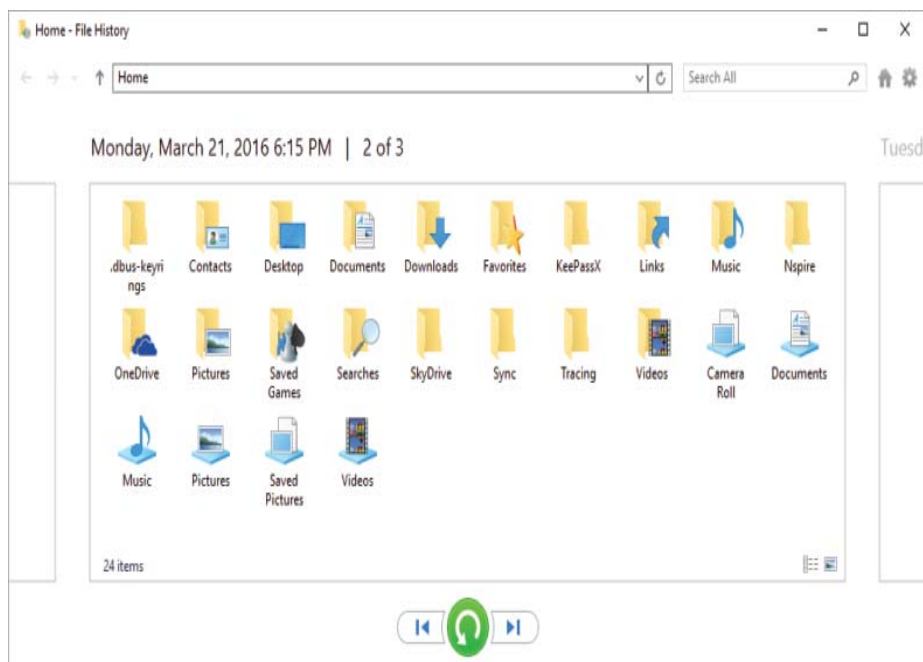 Home - File History
Home
Search All
Monday, March 21, 2016 6:15 PM | 2 of 3
Tuesd
.dbus-keyri
ngs
Contacts
Desktop
Documents
Downloads
Favorites
KeePassX
Links
Music
Nspire
OneDrive
Pictures
Saved
Games
Searches
SkyDrive
Sync
Tracing
Videos
Camera
Roll
Documents
Music
Pictures
Saved
Pictures
Videos
24 items